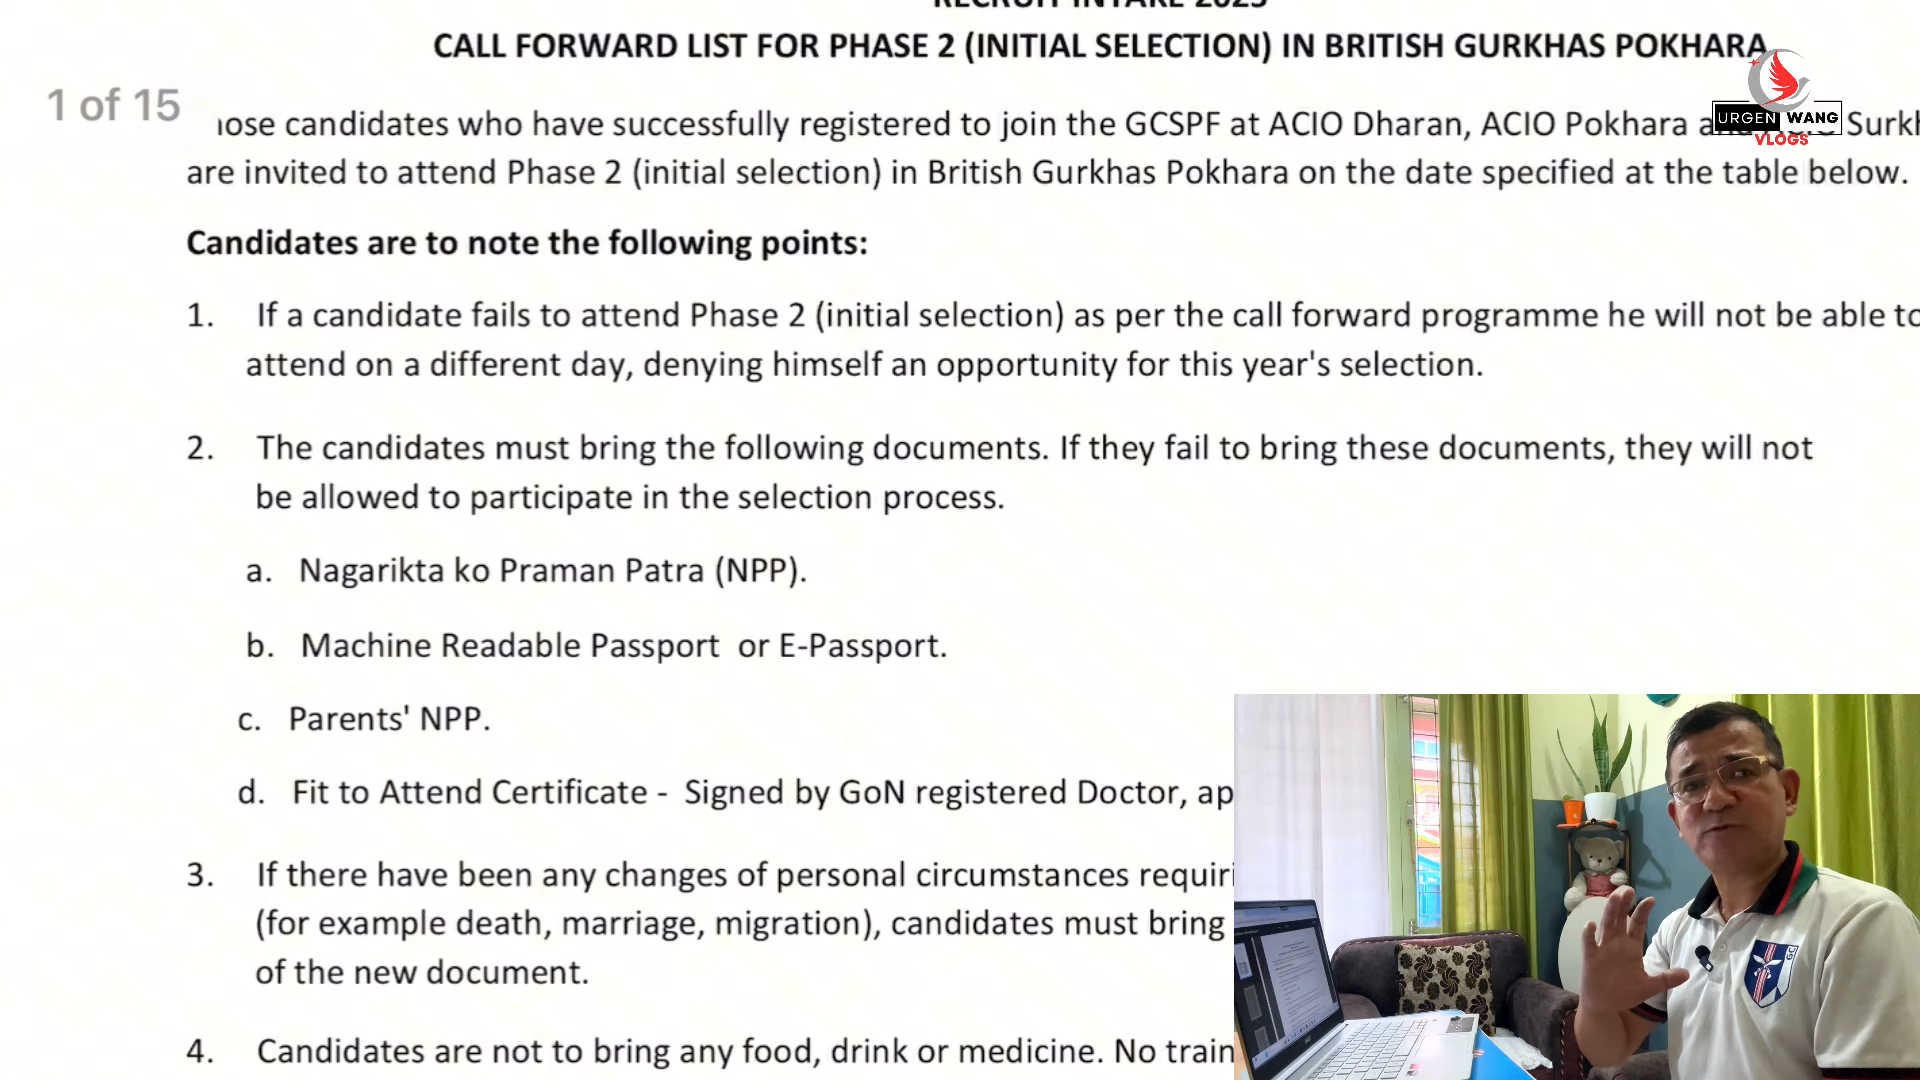 RECRUIT INTAKE 2023
CALL FORWARD LIST FOR PHASE 2 (INITIAL SELECTION) IN BRITISH GURKHAS POKHARA
1 of 15
ose candidates who have successfully registered to join the GCSPF at ACIO Dharan, ACIO Pokhara
URGEN WANG
VLOGS
are invited to attend Phase 2 (initial selection) in British Gurkhas Pokhara on the date specified at the table below.
Candidates are to note the following points:
1. If a candidate fails to attend Phase 2 (initial selection) as per the call forward programme he will not be able to
attend on a different day, denying himself an opportunity for this year's selection.
2. The candidates must bring the following documents. If they fail to bring these documents, they will not
be allowed to participate in the selection process.
a. Nagarikta ko Praman Patra (NPP).
b. Machine Readable Passport or E-Passport.
c. Parents' NPP.
d. Fit to Attend Certificate - Signed by GoN registered Doctor, ap
3. If there have been any changes of personal circumstances requiri
(for example death, marriage, migration), candidates must bring
of the new document.
4. Candidates are not to bring any food, drink or medicine. No train
GC